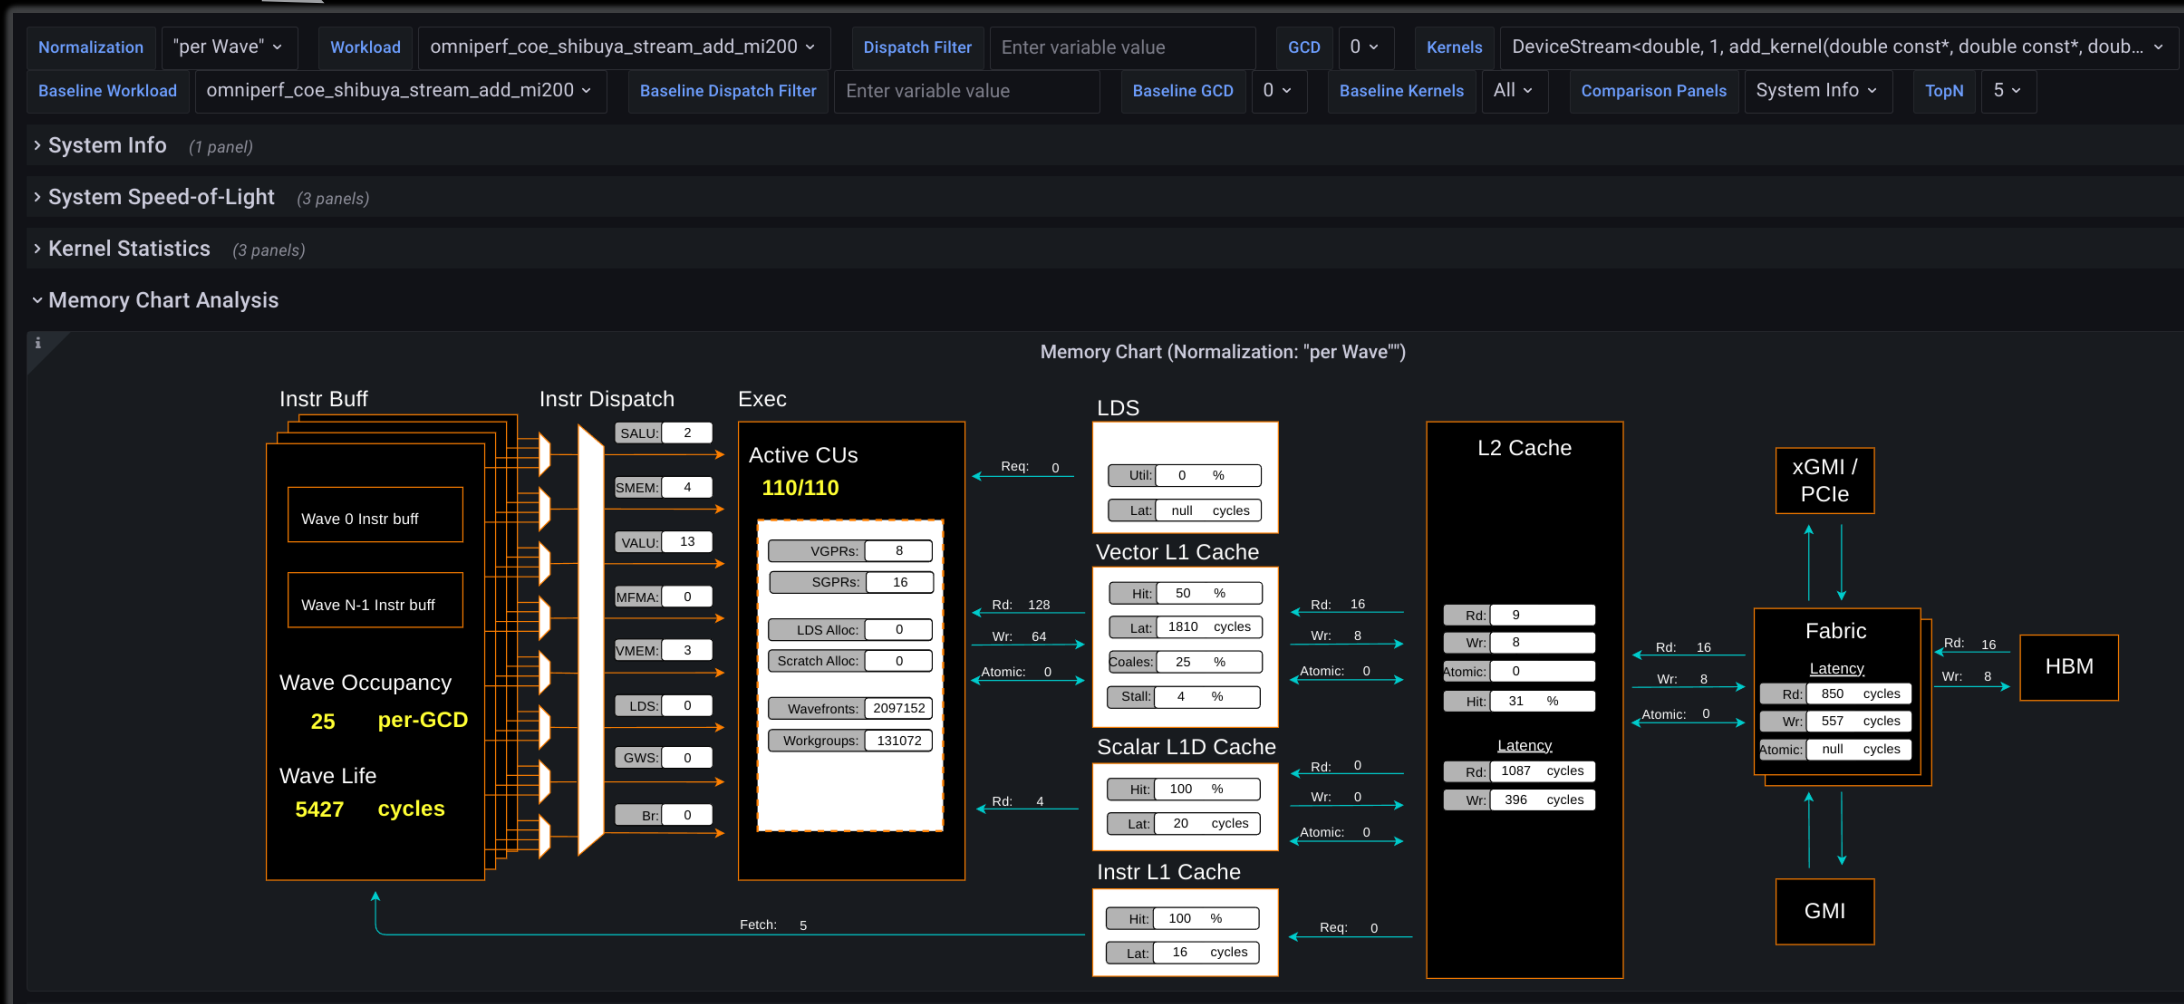 Normalization "per Wave" Workload omniperf_coe_shibuya_stream_add_mi200 Dispatch Filter Enter variable value GCD 0 Kernels DeviceStream<double, 1, add_kernel(double const*, double const*, doub...
Baseline Workload omniperf_coe_shibuya_stream_add_mi200 Baseline Dispatch Filter Enter variable value Baseline GCD 0 Baseline Kernels All Comparison Panels System Info TopN 5
System Info (1 panel)
System Speed-of-Light (3 panels)
Kernel Statistics (3 panels)
Memory Chart Analysis
i
Memory Chart (Normalization: "per Wave"")
Instr Buff
Wave 0 Instr buff
Wave N-1 Instr buff
Wave Occupancy
25 per-GCD
Wave Life
5427 cycles
Instr Dispatch
SALU: 2
SMEM: 4
VALU: 13
MFMA: 0
VMEM: 3
LDS: 0
GWS: 0
Br: 0
Fetch: 5
Exec
Active CUs
110/110
VGPRs: 8
SGPRs: 16
LDS Alloc: 0
Scratch Alloc: 0
Wavefronts: 2097152
Workgroups: 131072
Req: 0
Rd: 128
Wr: 64
Atomic: 0
Rd: 4
LDS
Util: 0 %
Lat: null cycles
Vector L1 Cache
Hit: 50 %
Lat: 1810 cycles
Coales: 25 %
Stall: 4 %
Scalar L1D Cache
Hit: 100 %
Lat: 20 cycles
Instr L1 Cache
Hit: 100 %
Lat: 16 cycles
Rd: 16
Wr: 8
Atomic: 0
Rd: 0
Wr: 0
Atomic: 0
Req: 0
L2 Cache
Rd: 9
Wr: 8
Atomic: 0
Hit: 31 %
Latency
Rd: 1087 cycles
Wr: 396 cycles
Rd: 16
Wr: 8
Atomic: 0
xGMI /
PCIe
Fabric
Latency
Rd: 850 cycles
Wr: 557 cycles
Atomic: null cycles
GMI
Rd: 16
Wr: 8
HBM